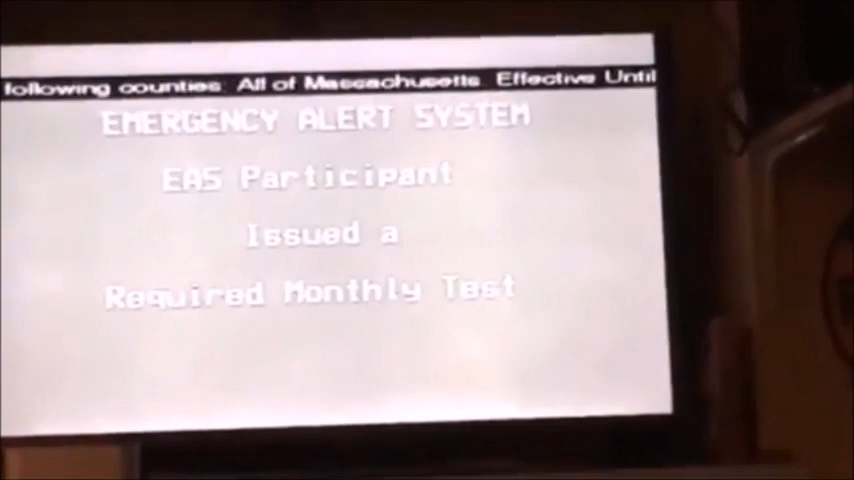 following counties: All of Massachusetts. Effective Until
EMERGENCY ALERT SYSTEM
EAS Participant
Issued a
Required Monthly Test